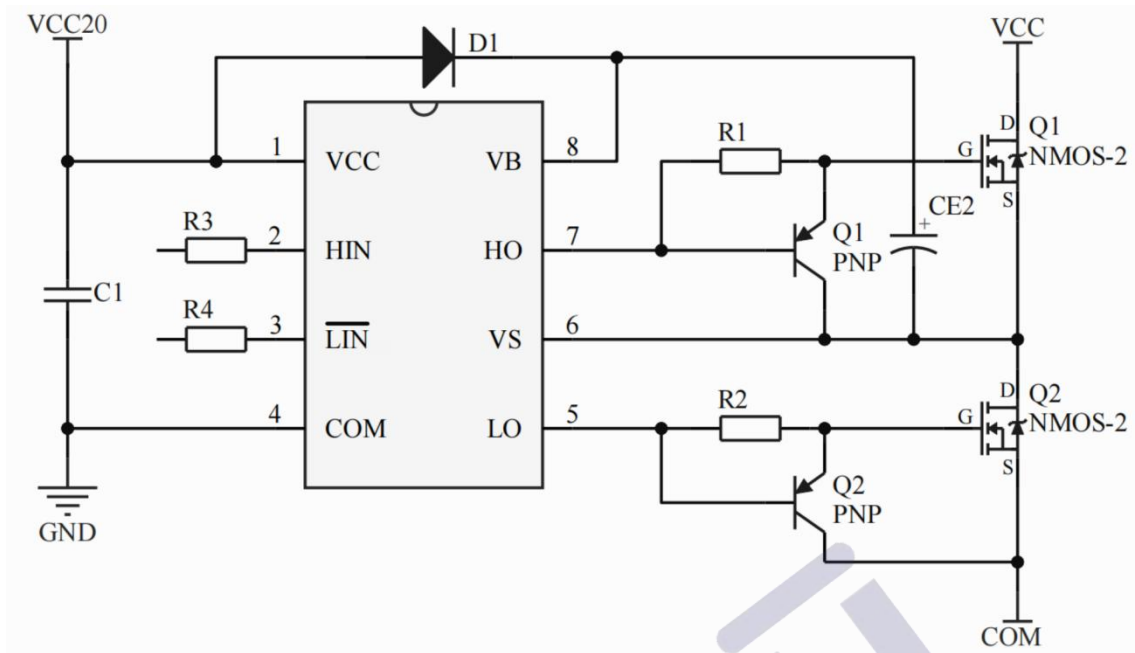 VCC20
D1
VCC
1
VCC
VB
8
R1
D
Q1
G
NMOS-2
S
R3
2
HIN
HO
7
Q1
PNP
CE2
+
C1
R4
3
LIN
VS
6
4
COM
LO
5
R2
D
Q2
G
NMOS-2
S
Q2
PNP
GND
COM